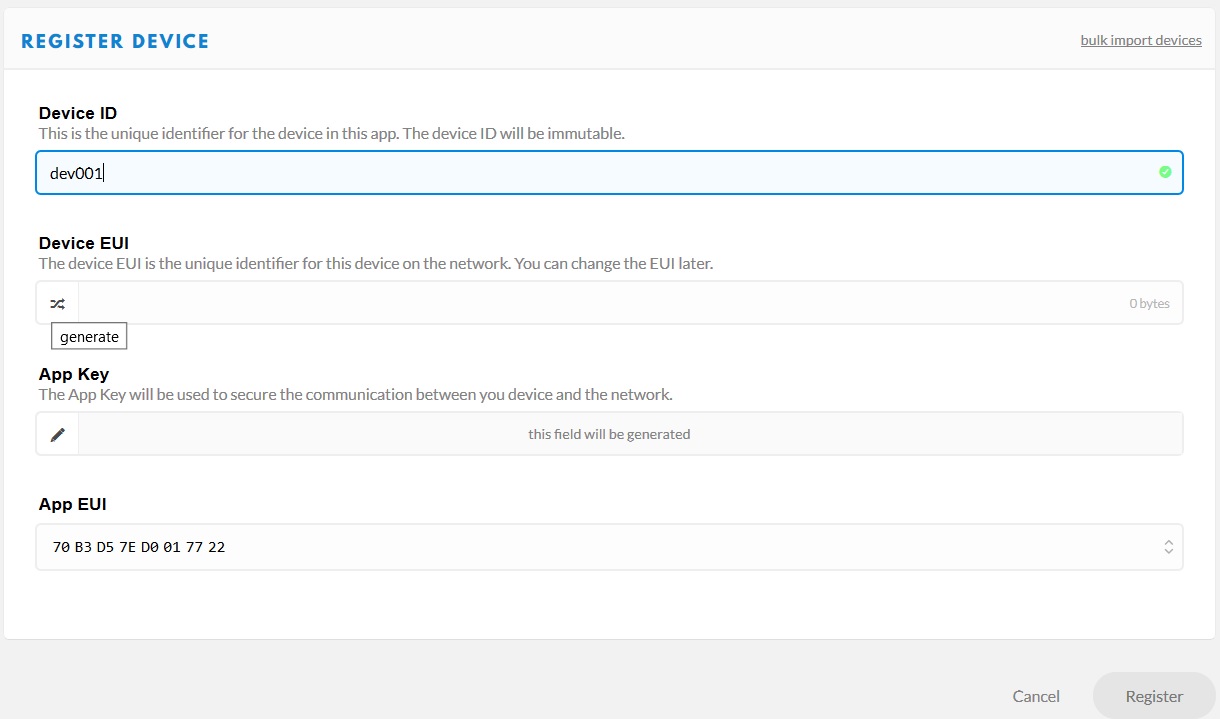 REGISTER DEVICE
bulk import devices
Device ID
This is the unique identifier for the device in this app. The device ID will be immutable.
dev001
Device EUI
The device EUI is the unique identifier for this device on the network. You can change the EUI later.
0 bytes
generate
App Key
The App Key will be used to secure the communication between you device and the network.
this field will be generated
App EUI
70 B3 D5 7E D0 01 77 22
Cancel
Register